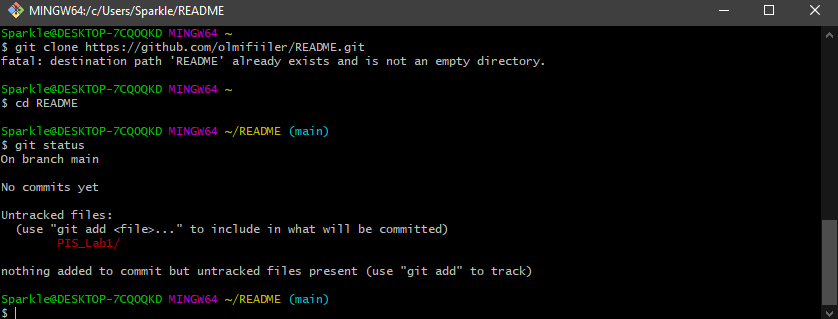 MINGW64:/c/Users/Sparkle/README
Sparkle@DESKTOP-7CQOQKD MINGW64 ~
$ git clone https://github.com/olmifiiler/README.git
fatal: destination path 'README' already exists and is not an empty directory.
Sparkle@DESKTOP-7CQOQKD MINGW64 ~
$ cd README
Sparkle@DESKTOP-7CQOQKD MINGW64 ~/README (main)
$ git status
On branch main
No commits yet
Untracked files:
(use "git add <file>..." to include in what will be committed)
PIS_Lab1/
nothing added to commit but untracked files present (use "git add" to track)
Sparkle@DESKTOP-7CQOQKD MINGW64 ~/README (main)
$